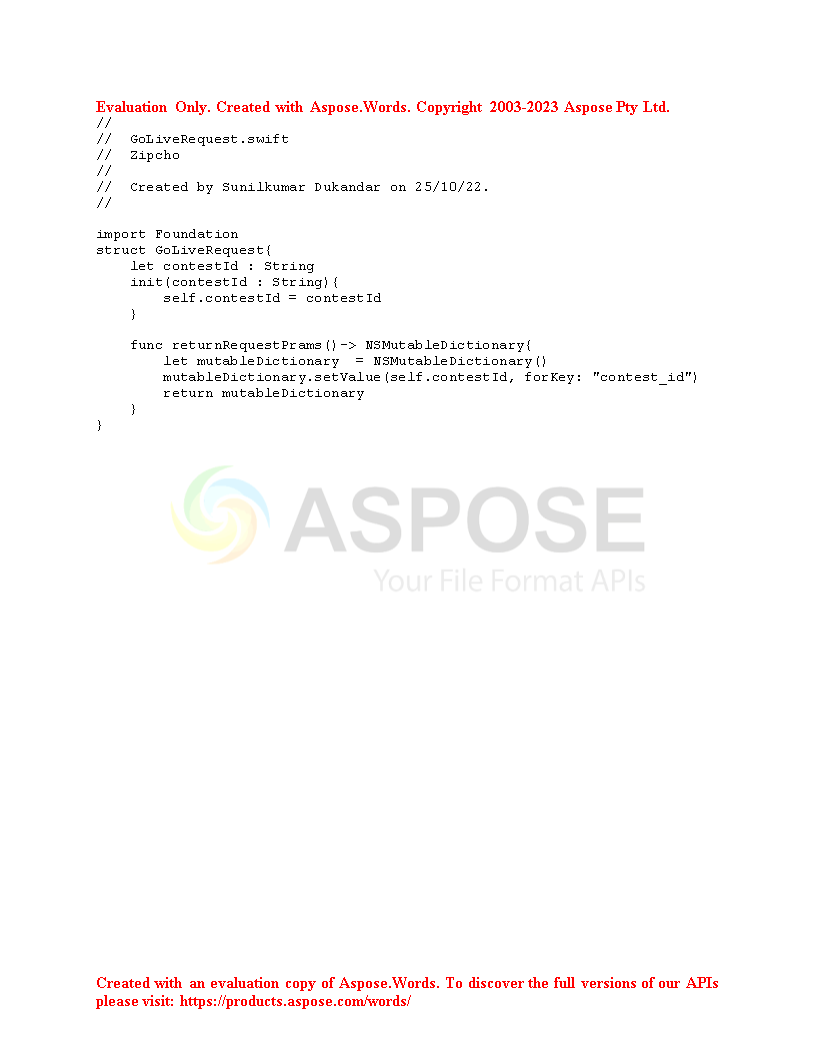 Evaluation Only. Created with Aspose.Words. Copyright 2003-2023 Aspose Pty Ltd.
//
//  GoLiveRequest.swift
//  Zipcho
//
//  Created by Sunilkumar Dukandar on 25/10/22.
//

import Foundation
struct GoLiveRequest{
    let contestId : String
    init(contestId : String){
        self.contestId = contestId
    }

    func returnRequestPrams()-> NSMutableDictionary{
        let mutableDictionary  = NSMutableDictionary()
        mutableDictionary.setValue(self.contestId, forKey: "contest_id")
        return mutableDictionary
    }
}
ASPOSE
Your File Format APIs
Created with an evaluation copy of Aspose.Words. To discover the full versions of our APIs
please visit: https://products.aspose.com/words/